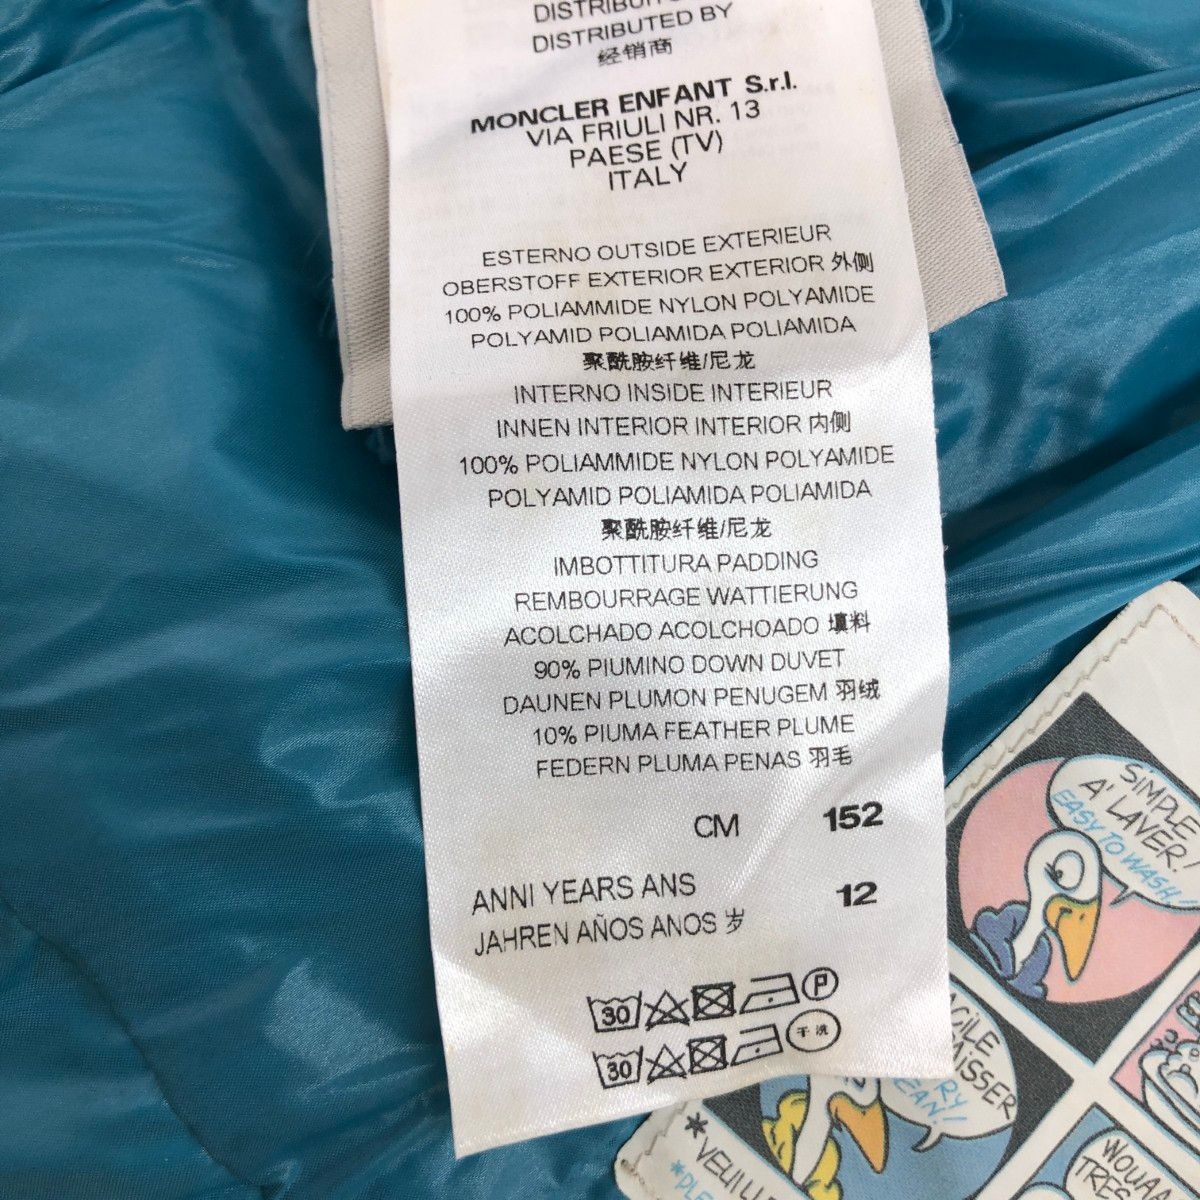 DISTRIBUTED BY
经销商
MONCLER ENFANT S.r.l.
VIA FRIULI NR. 13
PAESE (TV)
ITALY
ESTERNO OUTSIDE EXTERIEUR
OBERSTOFF EXTERIOR EXTERIOR 外侧
100% POLIAMMIDE NYLON POLYAMIDE
POLYAMID POLIAMIDA POLIAMIDA
聚酰胺纤维/尼龙
INTERNO INSIDE INTERIEUR
INNEN INTERIOR INTERIOR 内侧
100% POLIAMMIDE NYLON POLYAMIDE
POLYAMID POLIAMIDA POLIAMIDA
聚酰胺纤维/尼龙
IMBOTTITURA PADDING
REMBOURRAGE WATTIERUNG
ACOLCHADO ACOLCHOADO 填料
90% PIUMINO DOWN DUVET
DAUNEN PLUMON PENUGEM 羽绒
10% PIUMA FEATHER PLUME
FEDERN PLUMA PENAS 羽毛
CM 152
ANNI YEARS ANS 12
JAHREN AÑOS ANOS 岁
30 P
30 干洗
SiMPLE
A' LAVER!
EASY TO WASH!